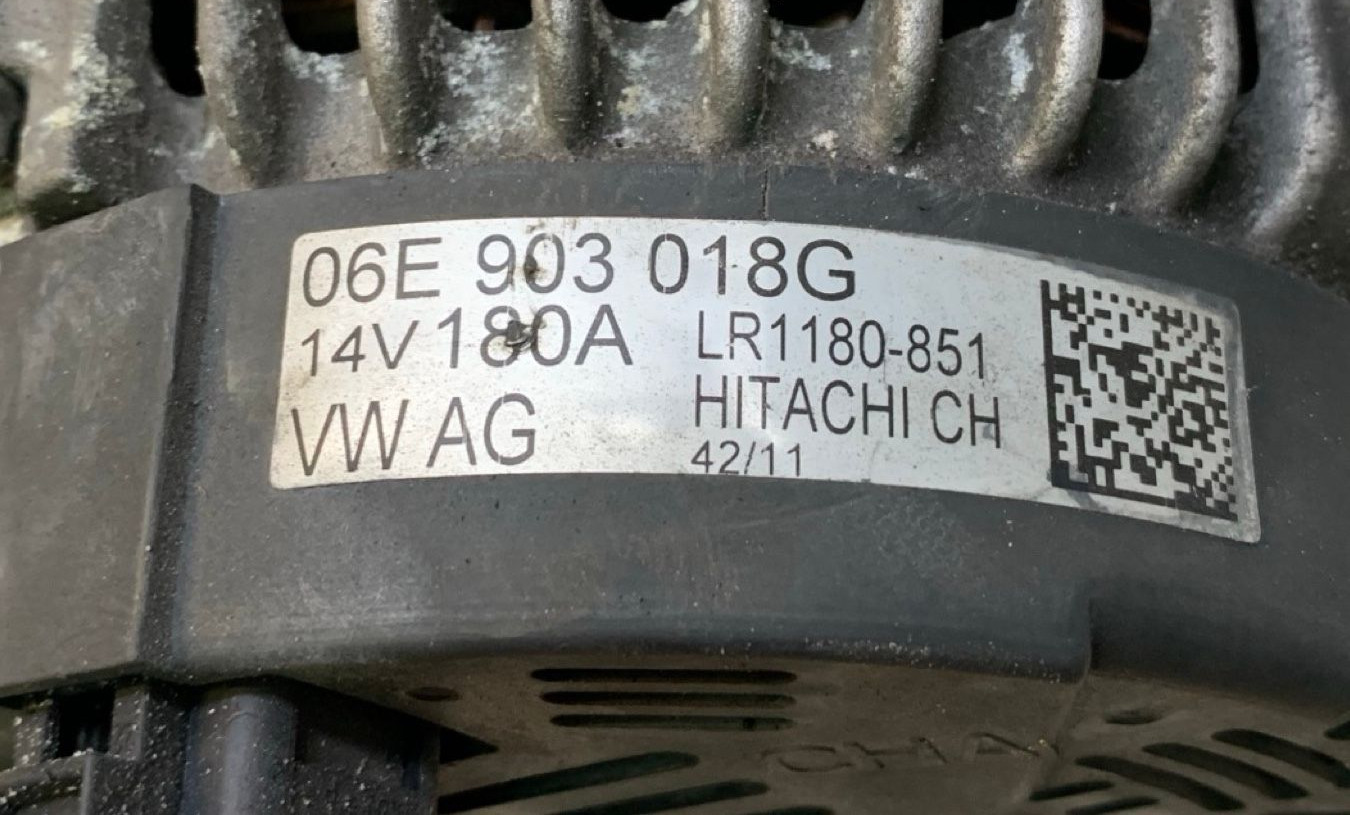 06E 903 018G
14V 180A LR1180-851
VW AG HITACHI CH
42/11